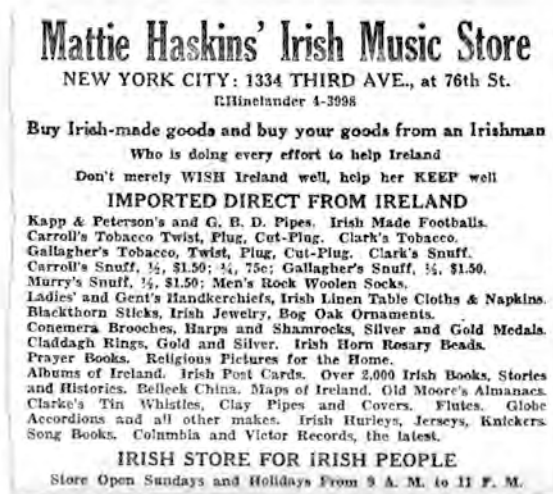 Mattie Haskins' Irish Music Store
NEW YORK CITY: 1334 THIRD AVE., at 76th St.
RHinelander 4-3998
Buy Irish-made goods and buy your goods from an Irishman
Who is doing every effort to help Ireland
Don't merely WISH Ireland well, help her KEEP well
IMPORTED DIRECT FROM IRELAND
Kapp & Peterson's and G. B. D. Pipes. Irish Made Footballs.
Carroll's Tobacco Twist, Plug, Cut-Plug. Clark's Tobacco.
Gallagher's Tobacco, Twist, Plug, Cut-Plug. Clark's Snuff.
Carroll's Snuff, ½, $1.50; ¼, 75c; Gallagher's Snuff, ½, $1.50.
Murry's Snuff, ½, $1.50; Men's Rock Woolen Socks.
Ladies' and Gent's Handkerchiefs, Irish Linen Table Cloths & Napkins.
Blackthorn Sticks, Irish Jewelry, Bog Oak Ornaments.
Conemera Brooches, Harps and Shamrocks, Silver and Gold Medals.
Claddagh Rings, Gold and Silver. Irish Horn Rosary Beads.
Prayer Books. Religious Pictures for the Home.
Albums of Ireland. Irish Post Cards. Over 2,000 Irish Books, Stories
and Histories. Belleek China. Maps of Ireland. Old Moore's Almanacs.
Clarke's Tin Whistles, Clay Pipes and Covers. Flutes. Globe
Accordions and all other makes. Irish Hurleys, Jerseys, Knickers.
Song Books. Columbia and Victor Records, the latest.
IRISH STORE FOR IRISH PEOPLE
Store Open Sundays and Holidays From 9 A. M. to 11 P. M.